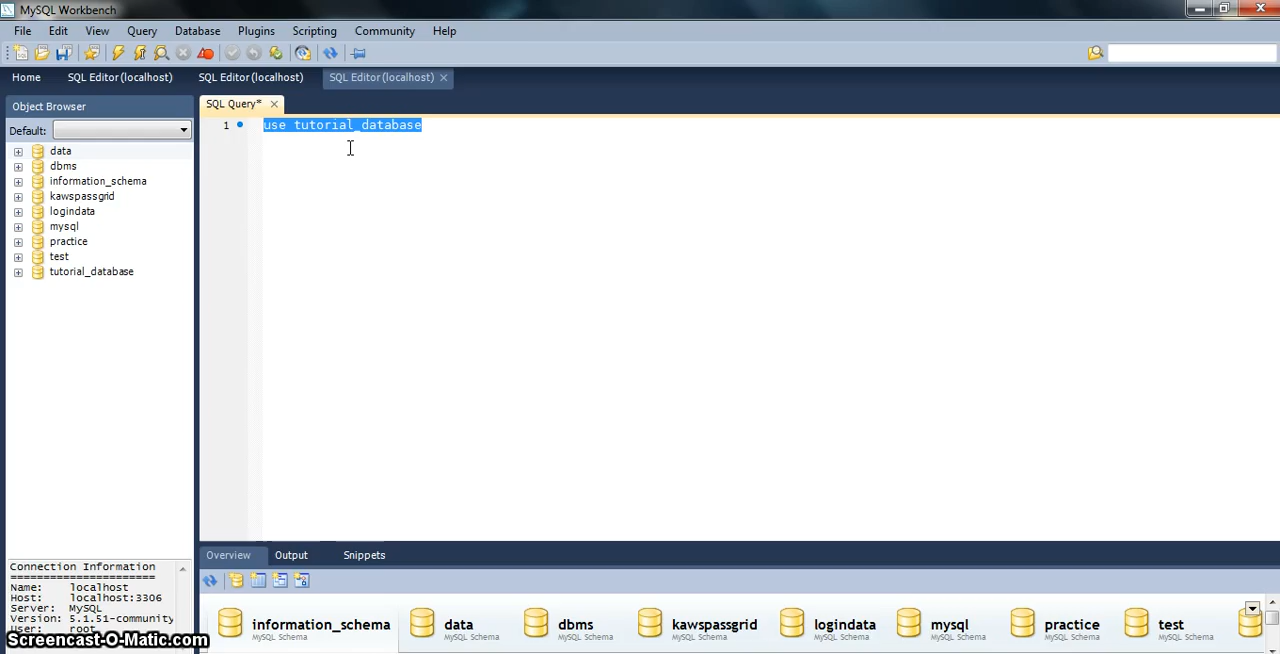 MySQL Workbench
File Edit View Query Database Plugins Scripting Community Help
Home SQL Editor (localhost) SQL Editor (localhost) SQL Editor (localhost)
Object Browser
SQL Query*
Default:
1 use tutorial_database
data
dbms
information_schema
kawspassgrid
logindata
mysql
practice
test
tutorial_database
Overview Output Snippets
Connection Information
=====================
Name: localhost
Host: localhost:3306
Server: MySQL
Version: 5.1.51-community
User: root
information_schema data dbms kawspassgrid logindata mysql practice test
MySQL Schema MySQL Schema MySQL Schema MySQL Schema MySQL Schema MySQL Schema MySQL Schema MySQL Schema
Screencast-O-Matic.com